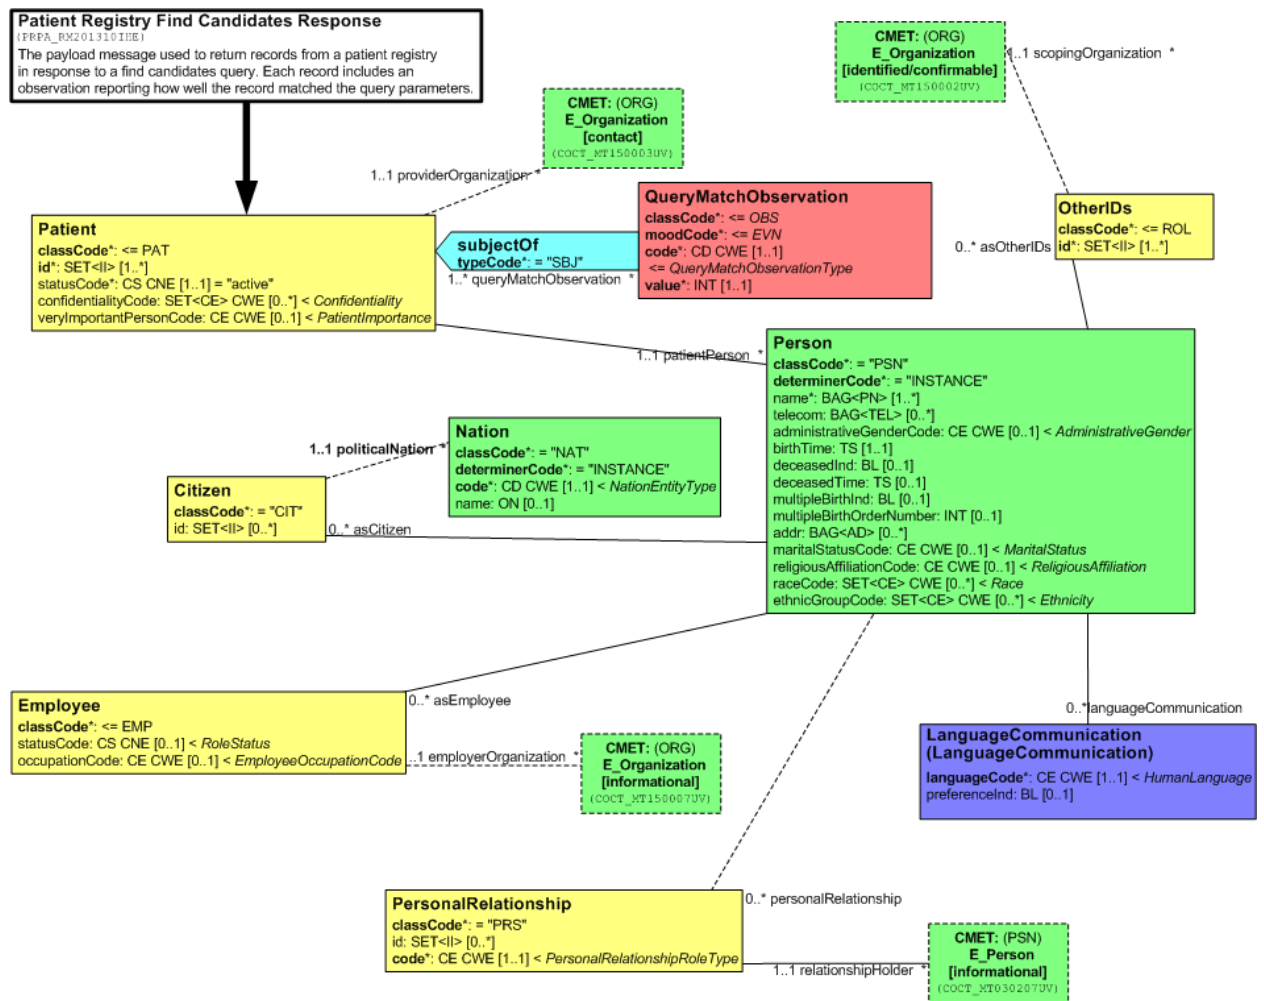 Patient Registry Find Candidates Response
(PRPA_RM201310IHE)
The payload message used to return records from a patient registry
in response to a find candidates query. Each record includes an
observation reporting how well the record matched the query parameters.
CMET: (ORG)
E_Organization
[identified/confirmable]
(COCT_MT150002UV)
1..1 scopingOrganization *
CMET: (ORG)
E_Organization
[contact]
(COCT_MT150003UV)
1..1 providerOrganization *
Patient
classCode*: <= PAT
id*: SET<II> [1..*]
statusCode*: CS CNE [1..1] = "active"
confidentialityCode: SET<CE> CWE [0..*] < Confidentiality
veryImportantPersonCode: CE CWE [0..1] < PatientImportance
subjectOf
typeCode*: = "SBJ"
1..* queryMatchObservation *
QueryMatchObservation
classCode*: <= OBS
moodCode*: <= EVN
code*: CD CWE [1..1]
<= QueryMatchObservationType
value*: INT [1..1]
OtherIDs
classCode*: <= ROL
id*: SET<II> [1..*]
0..* asOtherIDs
1..1 patientPerson *
Person
classCode*: = "PSN"
determinerCode*: = "INSTANCE"
name*: BAG<PN> [1..*]
telecom: BAG<TEL> [0..*]
administrativeGenderCode: CE CWE [0..1] < AdministrativeGender
birthTime: TS [1..1]
deceasedInd: BL [0..1]
deceasedTime: TS [0..1]
multipleBirthInd: BL [0..1]
multipleBirthOrderNumber: INT [0..1]
addr: BAG<AD> [0..*]
maritalStatusCode: CE CWE [0..1] < MaritalStatus
religiousAffiliationCode: CE CWE [0..1] < ReligiousAffiliation
raceCode: SET<CE> CWE [0..*] < Race
ethnicGroupCode: SET<CE> CWE [0..*] < Ethnicity
1..1 politicalNation *
Nation
classCode*: = "NAT"
determinerCode*: = "INSTANCE"
code*: CD CWE [1..1] < NationEntityType
name: ON [0..1]
Citizen
classCode*: = "CIT"
id: SET<II> [0..*]
0..* asCitizen
Employee
classCode*: <= EMP
statusCode: CS CNE [0..1] < RoleStatus
occupationCode: CE CWE [0..1] < EmployeeOccupationCode
0..* asEmployee
..1 employerOrganization *
CMET: (ORG)
E_Organization
[informational]
(COCT_MT150007UV)
0..*languageCommunication
LanguageCommunication
(LanguageCommunication)
languageCode*: CE CWE [1..1] < HumanLanguage
preferenceInd: BL [0..1]
PersonalRelationship
classCode*: = "PRS"
id: SET<II> [0..*]
code*: CE CWE [1..1] < PersonalRelationshipRoleType
0..* personalRelationship
1..1 relationshipHolder *
CMET: (PSN)
E_Person
[informational]
(COCT_MT030207UV)